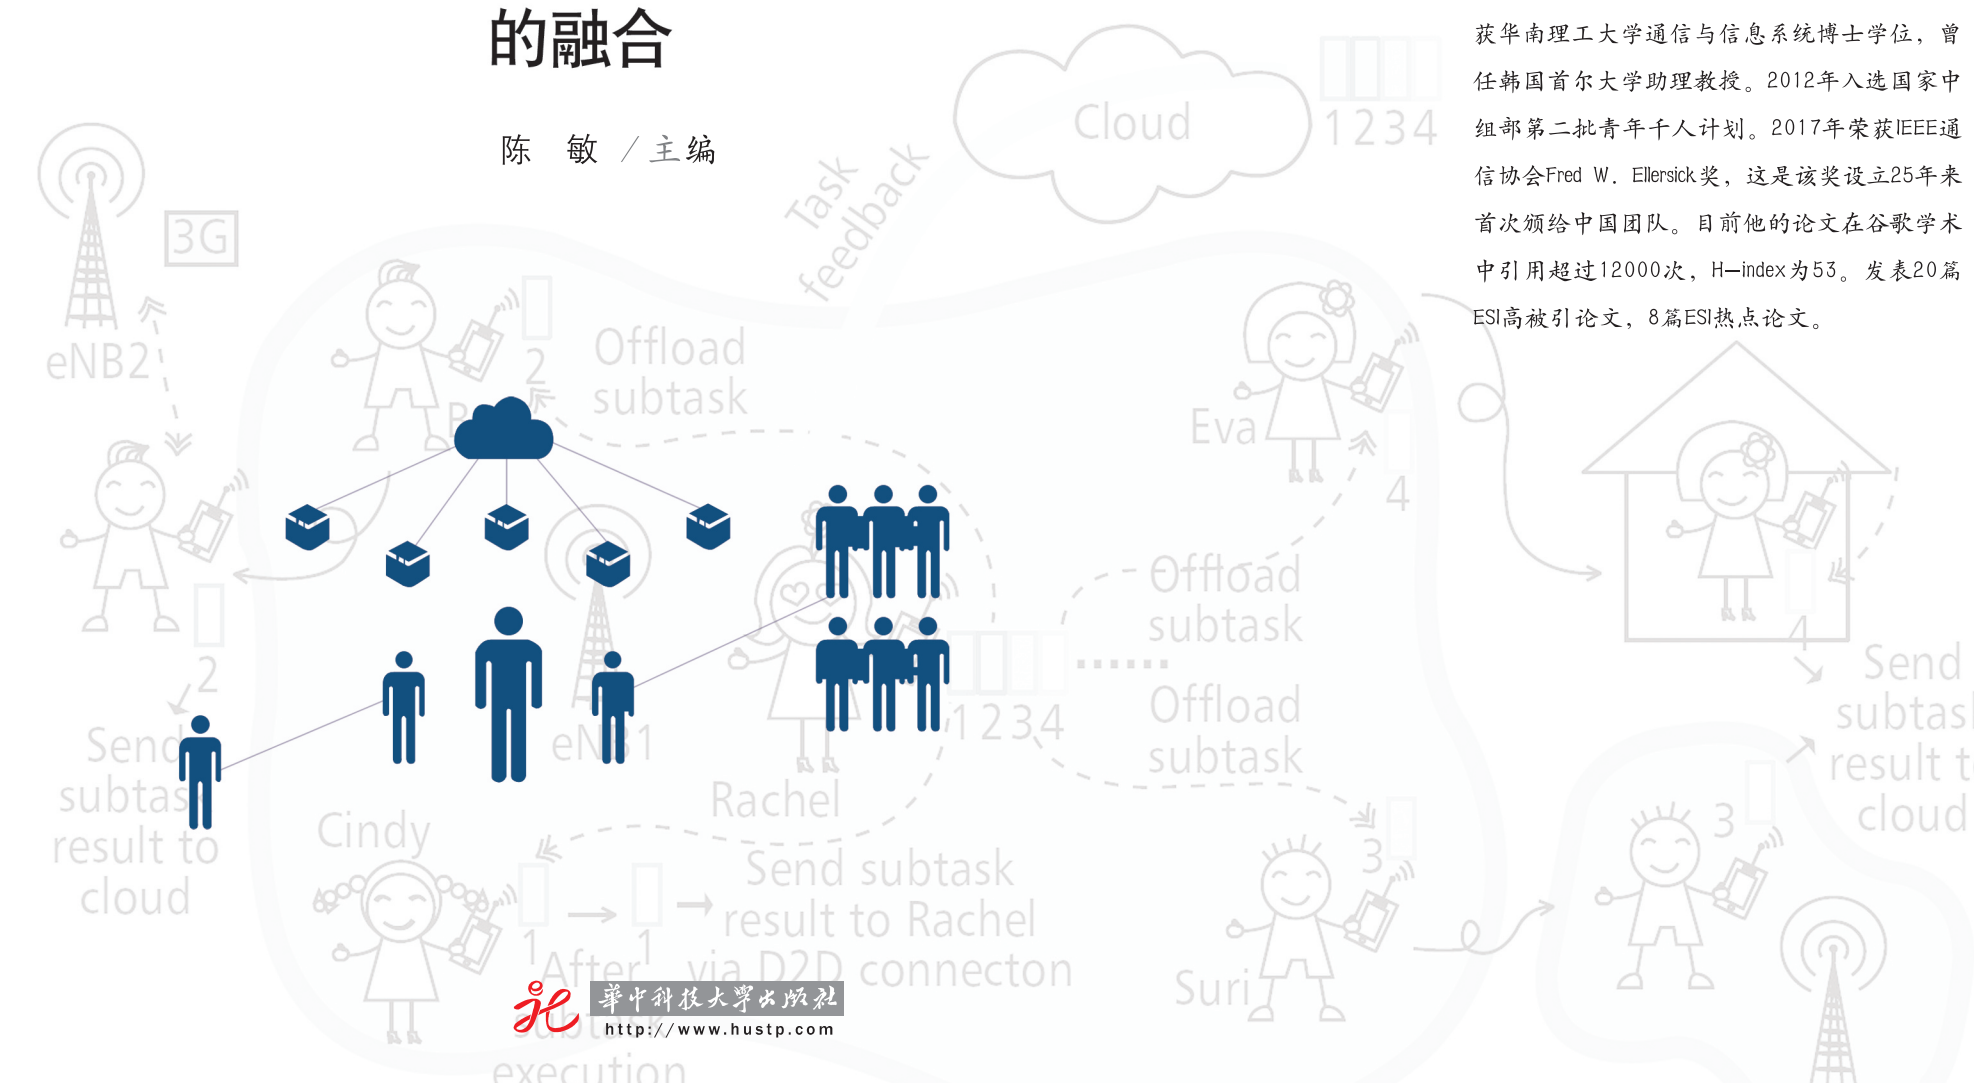 的融合
陈 敏 / 主编
获华南理工大学通信与信息系统博士学位，曾
任韩国首尔大学助理教授。2012年入选国家中
组部第二批青年千人计划。2017年荣获IEEE通
信协会Fred W. Ellersick奖，这是该奖设立25年来
首次颁给中国团队。目前他的论文在谷歌学术
中引用超过12000次，H-index为53。发表20篇
ESI高被引论文，8篇ESI热点论文。
Cloud
1234
Task
feedback
3G
eNB2
2
Offload
subtask
Eva
4
2
Send
subtask
result to
cloud
eNB1
Rachel
1234
......
Offload
subtask
Offload
subtask
4
Send
subtask
result to
cloud
Cindy
1
1
After
subtask
execution
Send subtask
result to Rachel
via D2D connecton
3
Suri
3
華中科技大學出版社
http://www.hustp.com